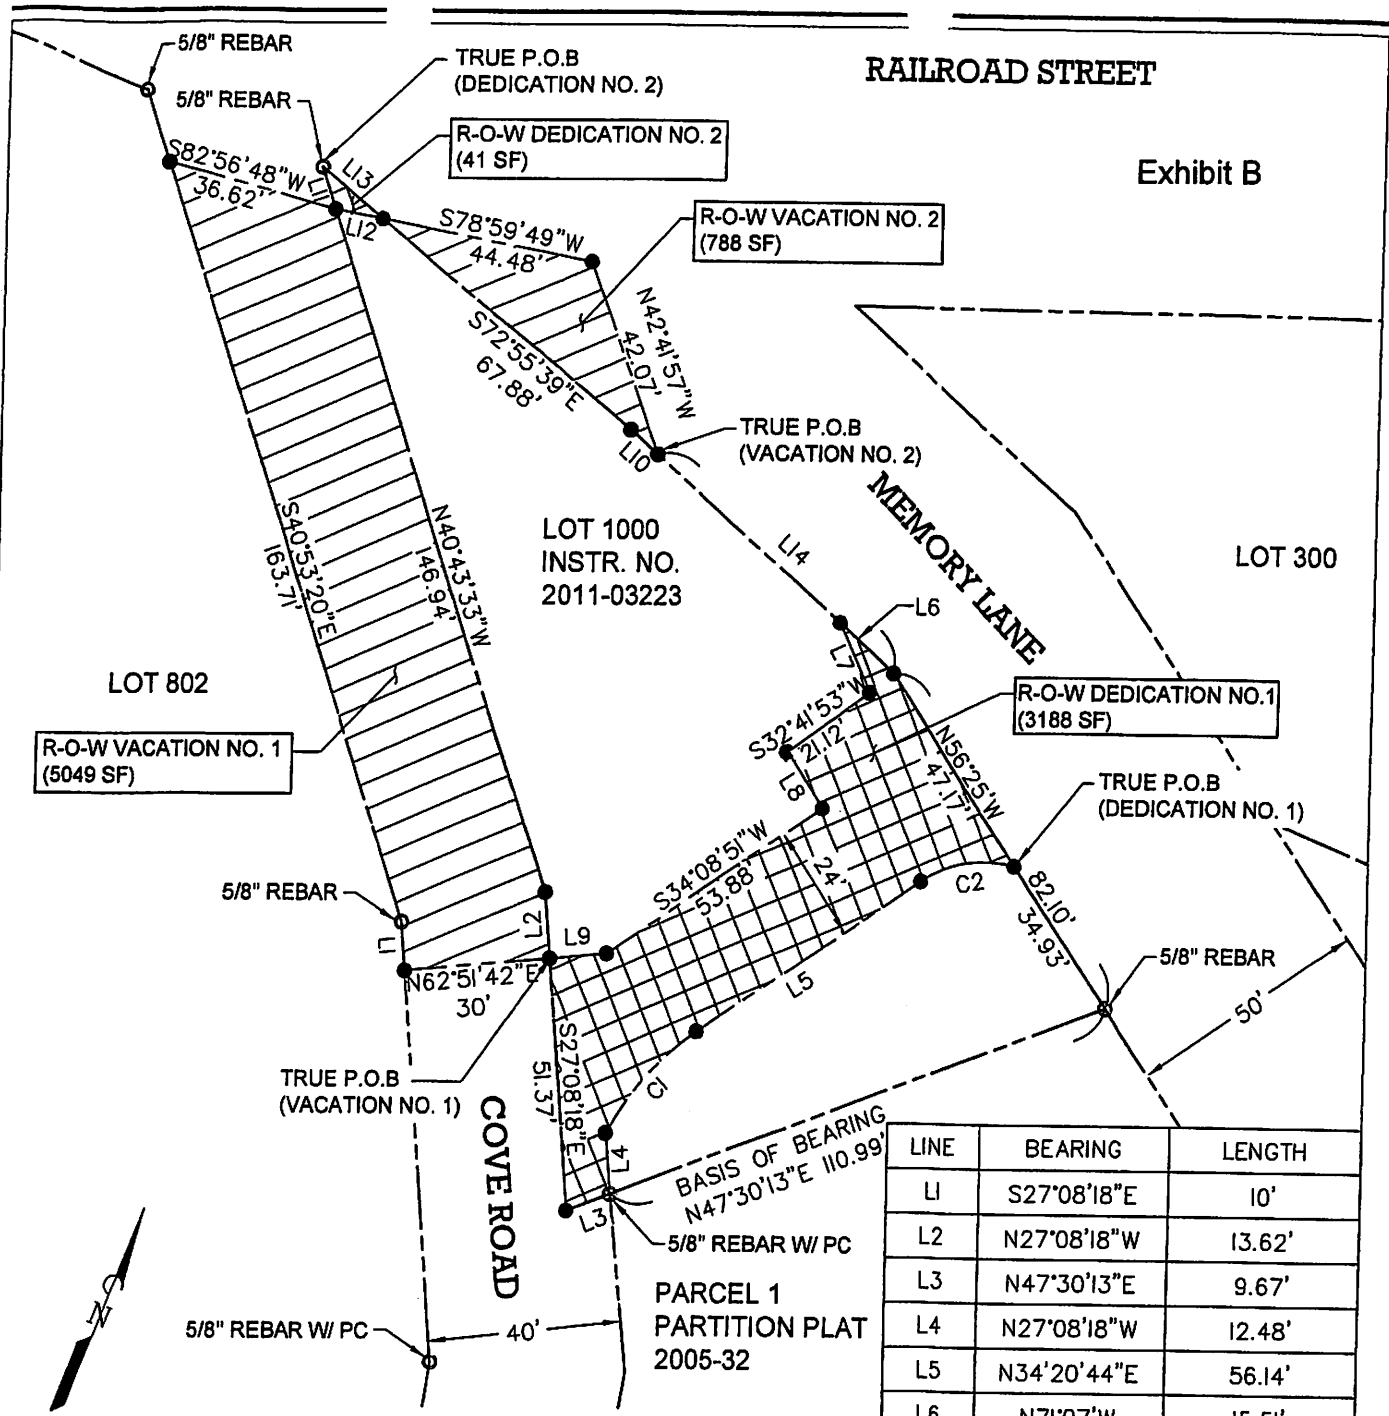 5/8" REBAR
TRUE P.O.B
(DEDICATION NO. 2)
RAILROAD STREET
5/8" REBAR
R-O-W DEDICATION NO. 2
(41 SF)
Exhibit B
S82°56'48"W
36.62'
L11
L13
L12
S78°59'49"W
44.48'
R-O-W VACATION NO. 2
(788 SF)
N42°41'57"W
42.07'
S72°55'39"E
67.88'
L10
TRUE P.O.B
(VACATION NO. 2)
MEMORY LANE
LOT 1000
INSTR. NO.
2011-03223
L14
LOT 300
S40°53'20"E
163.71'
N40°43'33"W
146.94'
L6
L7
LOT 802
R-O-W VACATION NO. 1
(5049 SF)
S32°41'53"W
21.12'
L8
R-O-W DEDICATION NO.1
(3188 SF)
N56°25'W
47.17'
TRUE P.O.B
(DEDICATION NO. 1)
S34°08'51"W
53.88'
24'
C2
82.10'
34.93'
5/8" REBAR
L1
L2
L9
N62°51'42"E
30'
L5
5/8" REBAR
50'
TRUE P.O.B
(VACATION NO. 1)
S27°08'18"E
51.37'
C1
COVE ROAD
L4
L3
BASIS OF BEARING
N47°30'13"E 110.99'
5/8" REBAR W/ PC
N
5/8" REBAR W/ PC
40'
PARCEL 1
PARTITION PLAT
2005-32
LINE BEARING LENGTH
L1 S27°08'18"E 10'
L2 N27°08'18"W 13.62'
L3 N47°30'13"E 9.67'
L4 N27°08'18"W 12.48'
L5 N34°20'44"E 56.14'
L6 N71°07'W 15.51'